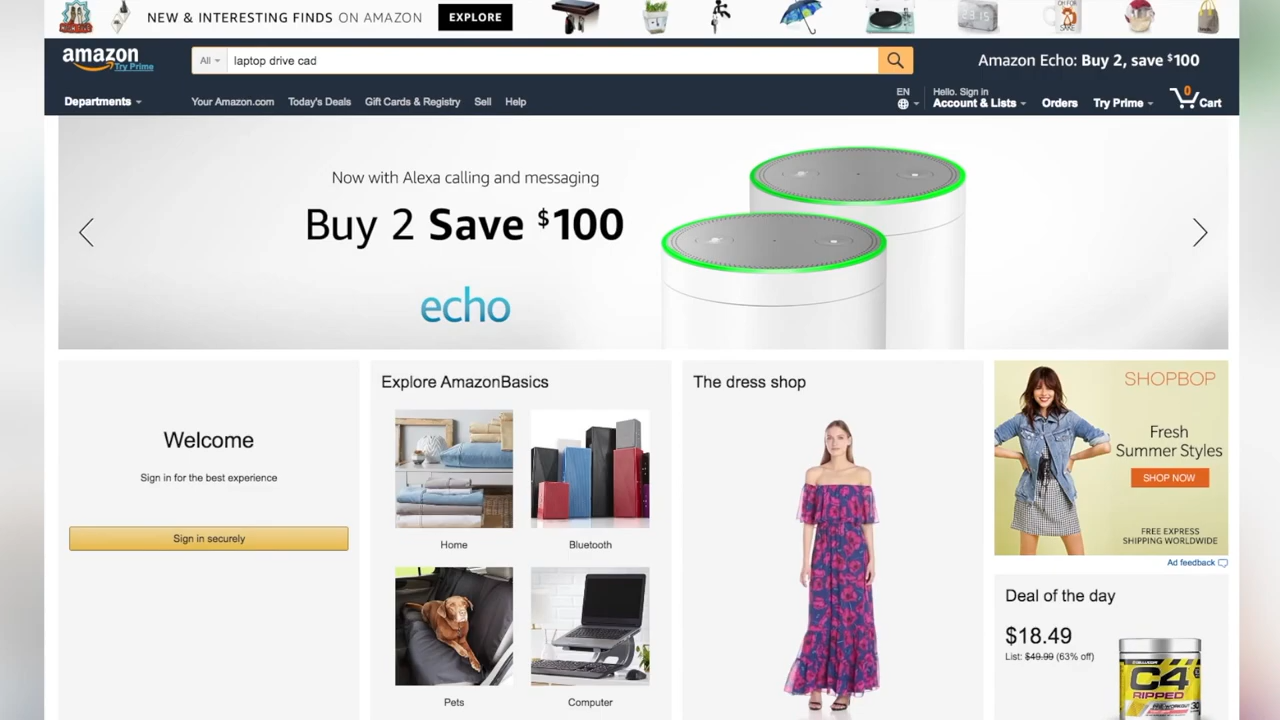 NEW & INTERESTING FINDS ON AMAZON EXPLORE
amazon
Try Prime
All
laptop drive cad
Amazon Echo: Buy 2, save $100
Departments
Your Amazon.com Today's Deals Gift Cards & Registry Sell Help
EN
Hello. Sign in
Account & Lists
Orders
Try Prime
0
Cart
Now with Alexa calling and messaging
Buy 2 Save $100
echo
Welcome
Sign in for the best experience
Sign in securely
Explore AmazonBasics
Home
Bluetooth
Pets
Computer
The dress shop
SHOPBOP
Fresh
Summer Styles
SHOP NOW
FREE EXPRESS
SHIPPING WORLDWIDE
Ad feedback
Deal of the day
$18.49
List: $49.99 (63% off)
C4
RIPPED